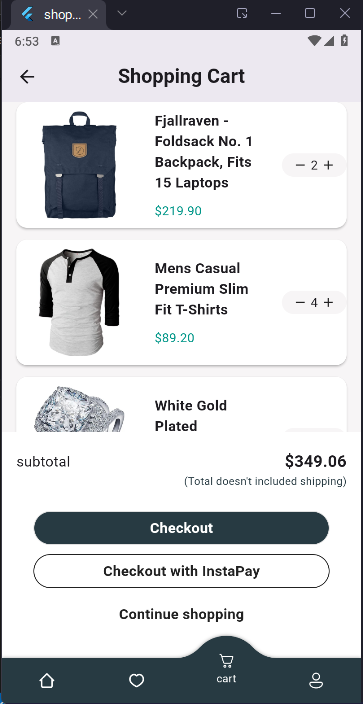 shop...
6:53 A
Shopping Cart
Fjallraven -
Foldsack No. 1
Backpack, Fits
15 Laptops
2
$219.90
Mens Casual
Premium Slim
Fit T-Shirts
4
$89.20
White Gold
Plated
subtotal
$349.06
(Total doesn't included shipping)
Checkout
Checkout with InstaPay
Continue shopping
cart